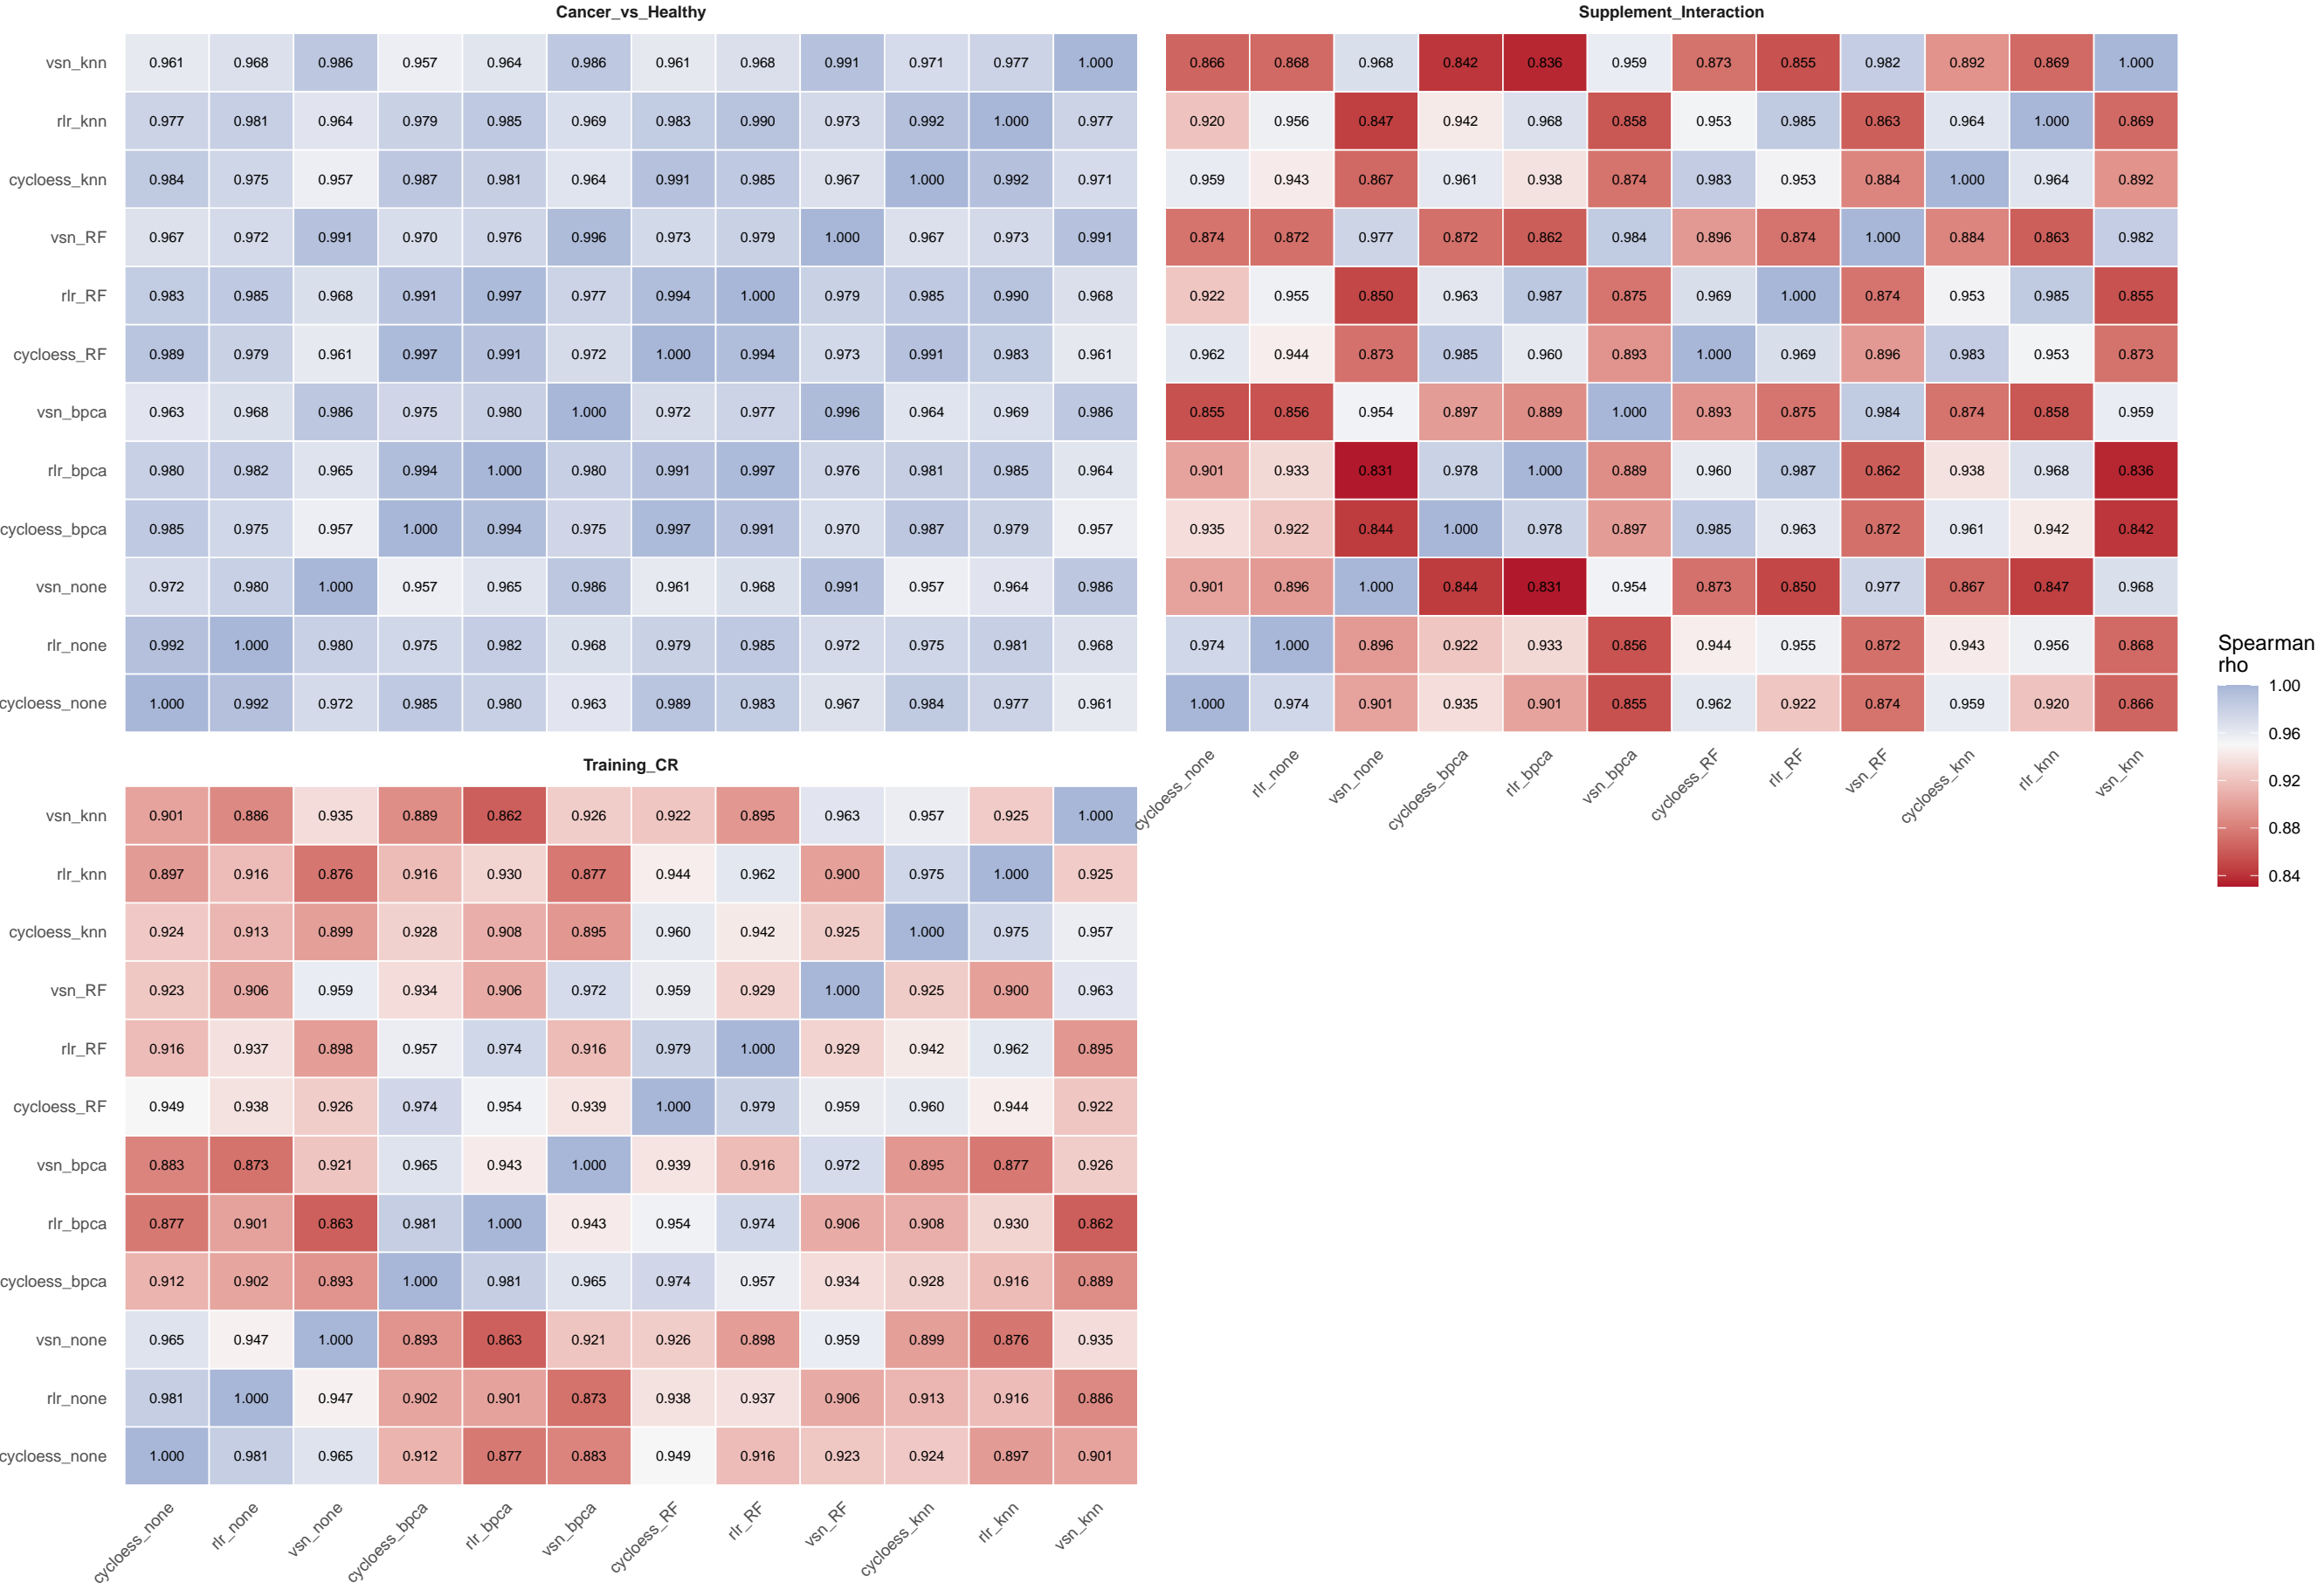 Cancer_vs_Healthy
vsn_knn 0.961 0.968 0.986 0.957 0.964 0.986 0.961 0.968 0.991 0.971 0.977 1.000
rlr_knn 0.977 0.981 0.964 0.979 0.985 0.969 0.983 0.990 0.973 0.992 1.000 0.977
cycloess_knn 0.984 0.975 0.957 0.987 0.981 0.964 0.991 0.985 0.967 1.000 0.992 0.971
vsn_RF 0.967 0.972 0.991 0.970 0.976 0.996 0.973 0.979 1.000 0.967 0.973 0.991
rlr_RF 0.983 0.985 0.968 0.991 0.997 0.977 0.994 1.000 0.979 0.985 0.990 0.968
cycloess_RF 0.989 0.979 0.961 0.997 0.991 0.972 1.000 0.994 0.973 0.991 0.983 0.961
vsn_bpca 0.963 0.968 0.986 0.975 0.980 1.000 0.972 0.977 0.996 0.964 0.969 0.986
rlr_bpca 0.980 0.982 0.965 0.994 1.000 0.980 0.991 0.997 0.976 0.981 0.985 0.964
cycloess_bpca 0.985 0.975 0.957 1.000 0.994 0.975 0.997 0.991 0.970 0.987 0.979 0.957
vsn_none 0.972 0.980 1.000 0.957 0.965 0.986 0.961 0.968 0.991 0.957 0.964 0.986
rlr_none 0.992 1.000 0.980 0.975 0.982 0.968 0.979 0.985 0.972 0.975 0.981 0.968
cycloess_none 1.000 0.992 0.972 0.985 0.980 0.963 0.989 0.983 0.967 0.984 0.977 0.961
Supplement_Interaction
0.866 0.868 0.968 0.842 0.836 0.959 0.873 0.855 0.982 0.892 0.869 1.000
0.920 0.956 0.847 0.942 0.968 0.858 0.953 0.985 0.863 0.964 1.000 0.869
0.959 0.943 0.867 0.961 0.938 0.874 0.983 0.953 0.884 1.000 0.964 0.892
0.874 0.872 0.977 0.872 0.862 0.984 0.896 0.874 1.000 0.884 0.863 0.982
0.922 0.955 0.850 0.963 0.987 0.875 0.969 1.000 0.874 0.953 0.985 0.855
0.962 0.944 0.873 0.985 0.960 0.893 1.000 0.969 0.896 0.983 0.953 0.873
0.855 0.856 0.954 0.897 0.889 1.000 0.893 0.875 0.984 0.874 0.858 0.959
0.901 0.933 0.831 0.978 1.000 0.889 0.960 0.987 0.862 0.938 0.968 0.836
0.935 0.922 0.844 1.000 0.978 0.897 0.985 0.963 0.872 0.961 0.942 0.842
0.901 0.896 1.000 0.844 0.831 0.954 0.873 0.850 0.977 0.867 0.847 0.968
0.974 1.000 0.896 0.922 0.933 0.856 0.944 0.955 0.872 0.943 0.956 0.868
1.000 0.974 0.901 0.935 0.901 0.855 0.962 0.922 0.874 0.959 0.920 0.866
cycloess_none rlr_none vsn_none cycloess_bpca rlr_bpca vsn_bpca cycloess_RF rlr_RF vsn_RF cycloess_knn rlr_knn vsn_knn
Training_CR
vsn_knn 0.901 0.886 0.935 0.889 0.862 0.926 0.922 0.895 0.963 0.957 0.925 1.000
rlr_knn 0.897 0.916 0.876 0.916 0.930 0.877 0.944 0.962 0.900 0.975 1.000 0.925
cycloess_knn 0.924 0.913 0.899 0.928 0.908 0.895 0.960 0.942 0.925 1.000 0.975 0.957
vsn_RF 0.923 0.906 0.959 0.934 0.906 0.972 0.959 0.929 1.000 0.925 0.900 0.963
rlr_RF 0.916 0.937 0.898 0.957 0.974 0.916 0.979 1.000 0.929 0.942 0.962 0.895
cycloess_RF 0.949 0.938 0.926 0.974 0.954 0.939 1.000 0.979 0.959 0.960 0.944 0.922
vsn_bpca 0.883 0.873 0.921 0.965 0.943 1.000 0.939 0.916 0.972 0.895 0.877 0.926
rlr_bpca 0.877 0.901 0.863 0.981 1.000 0.943 0.954 0.974 0.906 0.908 0.930 0.862
cycloess_bpca 0.912 0.902 0.893 1.000 0.981 0.965 0.974 0.957 0.934 0.928 0.916 0.889
vsn_none 0.965 0.947 1.000 0.893 0.863 0.921 0.926 0.898 0.959 0.899 0.876 0.935
rlr_none 0.981 1.000 0.947 0.902 0.901 0.873 0.938 0.937 0.906 0.913 0.916 0.886
cycloess_none 1.000 0.981 0.965 0.912 0.877 0.883 0.949 0.916 0.923 0.924 0.897 0.901
cycloess_none rlr_none vsn_none cycloess_bpca rlr_bpca vsn_bpca cycloess_RF rlr_RF vsn_RF cycloess_knn rlr_knn vsn_knn
Spearman
rho
1.00
0.96
0.92
0.88
0.84